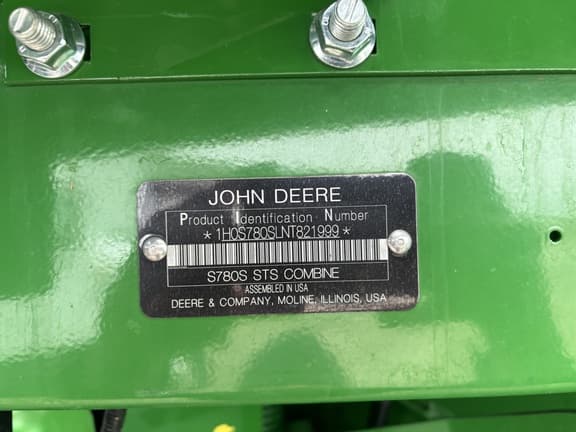 JOHN DEERE
Product Identification Number
*1H0S780SLNT821999*
S780S STS COMBINE
ASSEMBLED IN USA
DEERE & COMPANY, MOLINE, ILLINOIS, USA